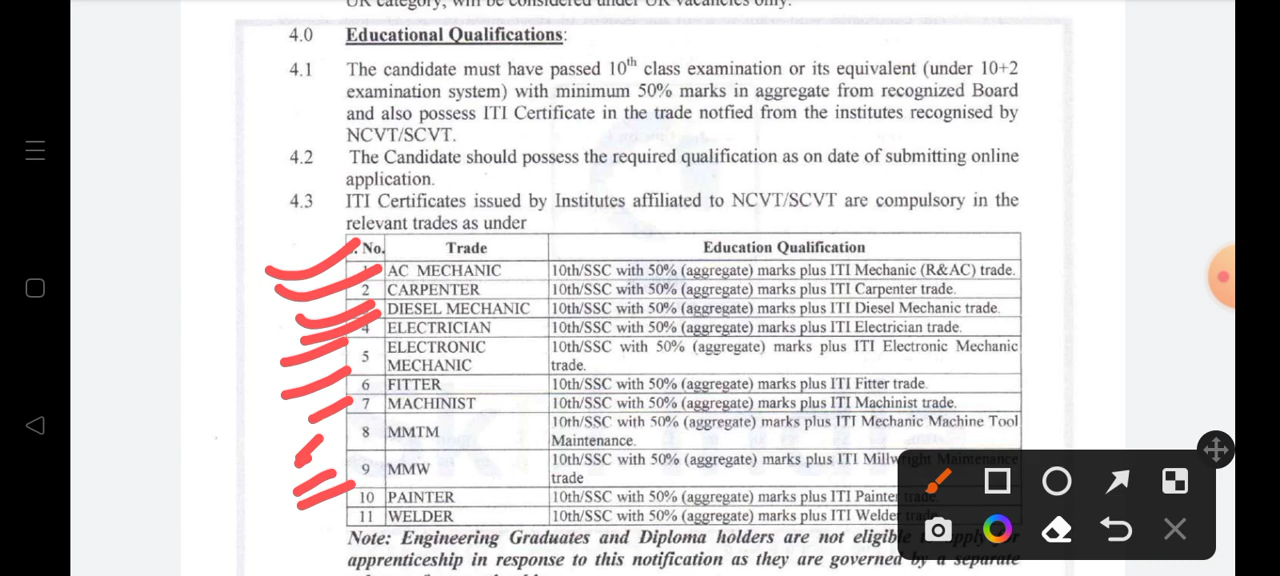 UR category, will be considered under UR vacancies only.
4.0 Educational Qualifications:
4.1 The candidate must have passed 10th class examination or its equivalent (under 10+2
examination system) with minimum 50% marks in aggregate from recognized Board
and also possess ITI Certificate in the trade notfied from the institutes recognised by
NCVT/SCVT.
4.2 The Candidate should possess the required qualification as on date of submitting online
application.
4.3 ITI Certificates issued by Institutes affiliated to NCVT/SCVT are compulsory in the
relevant trades as under
. No. Trade Education Qualification
1 AC MECHANIC 10th/SSC with 50% (aggregate) marks plus ITI Mechanic (R&AC) trade.
2 CARPENTER 10th/SSC with 50% (aggregate) marks plus ITI Carpenter trade.
DIESEL MECHANIC 10th/SSC with 50% (aggregate) marks plus ITI Diesel Mechanic trade.
4 ELECTRICIAN 10th/SSC with 50% (aggregate) marks plus ITI Electrician trade.
5 ELECTRONIC MECHANIC 10th/SSC with 50% (aggregate) marks plus ITI Electronic Mechanic
trade.
6 FITTER 10th/SSC with 50% (aggregate) marks plus ITI Fitter trade.
7 MACHINIST 10th/SSC with 50% (aggregate) marks plus ITI Machinist trade.
8 MMTM 10th/SSC with 50% (aggregate) marks plus ITI Mechanic Machine Tool
Maintenance.
9 MMW 10th/SSC with 50% (aggregate) marks plus ITI Millwright Maintenance
trade
10 PAINTER 10th/SSC with 50% (aggregate) marks plus ITI Painter trade.
11 WELDER 10th/SSC with 50% (aggregate) marks plus ITI Welder trade.
Note: Engineering Graduates and Diploma holders are not eligible to apply for
apprenticeship in response to this notification as they are governed by a separate